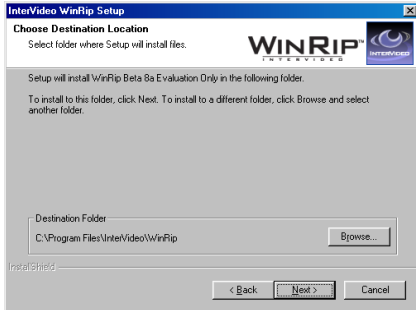 InterVideo WinRip Setup
Choose Destination Location
Select folder where Setup will install files.
WINRIP™
INTERVIDEO
INTERVIDEO
Setup will install WinRip Beta 8a Evaluation Only in the following folder.
To install to this folder, click Next. To install to a different folder, click Browse and select
another folder.
Destination Folder
C:\Program Files\InterVideo\WinRip
Browse...
InstallShield
< Back
Next >
Cancel